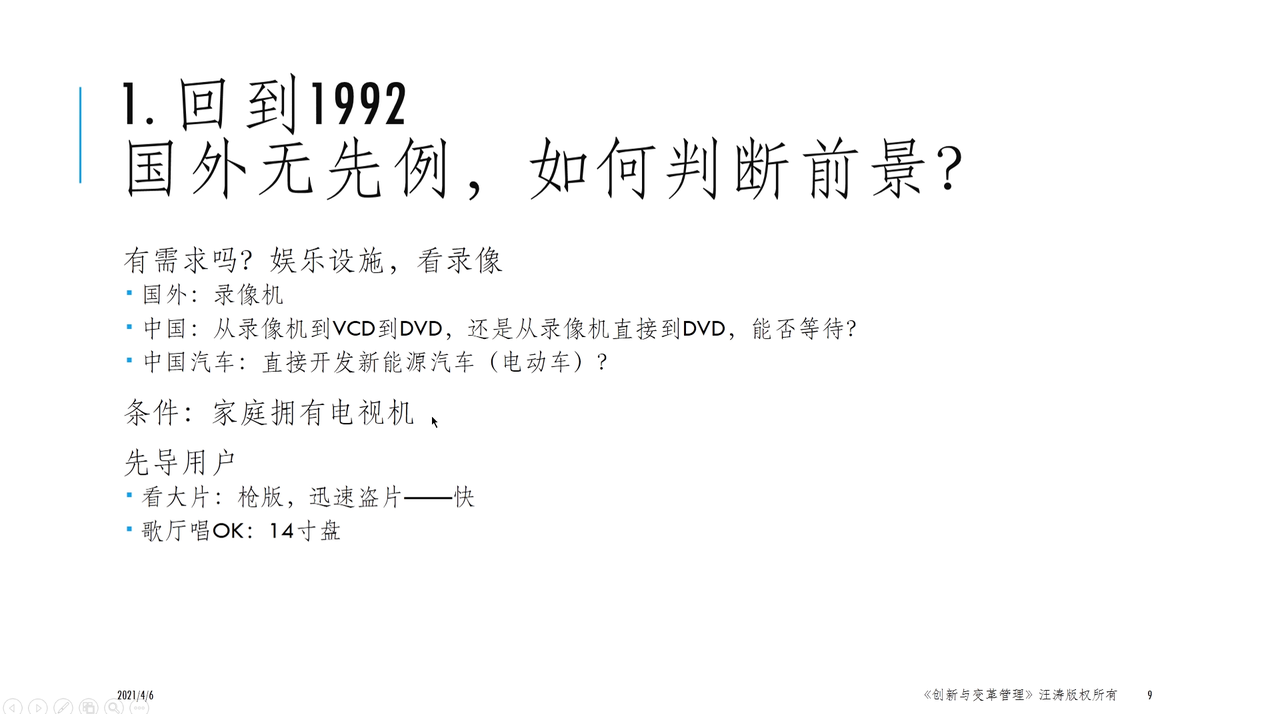 1. 回到1992
国外无先例，如何判断前景？
有需求吗？娱乐设施，看录像
国外：录像机
中国：从录像机到VCD到DVD，还是从录像机直接到DVD，能否等待？
中国汽车：直接开发新能源汽车（电动车）？
条件：家庭拥有电视机
先导用户
看大片：枪版，迅速盗片——快
歌厅唱OK：14寸盘
2021/4/6
《创新与变革管理》汪涛版权所有
9